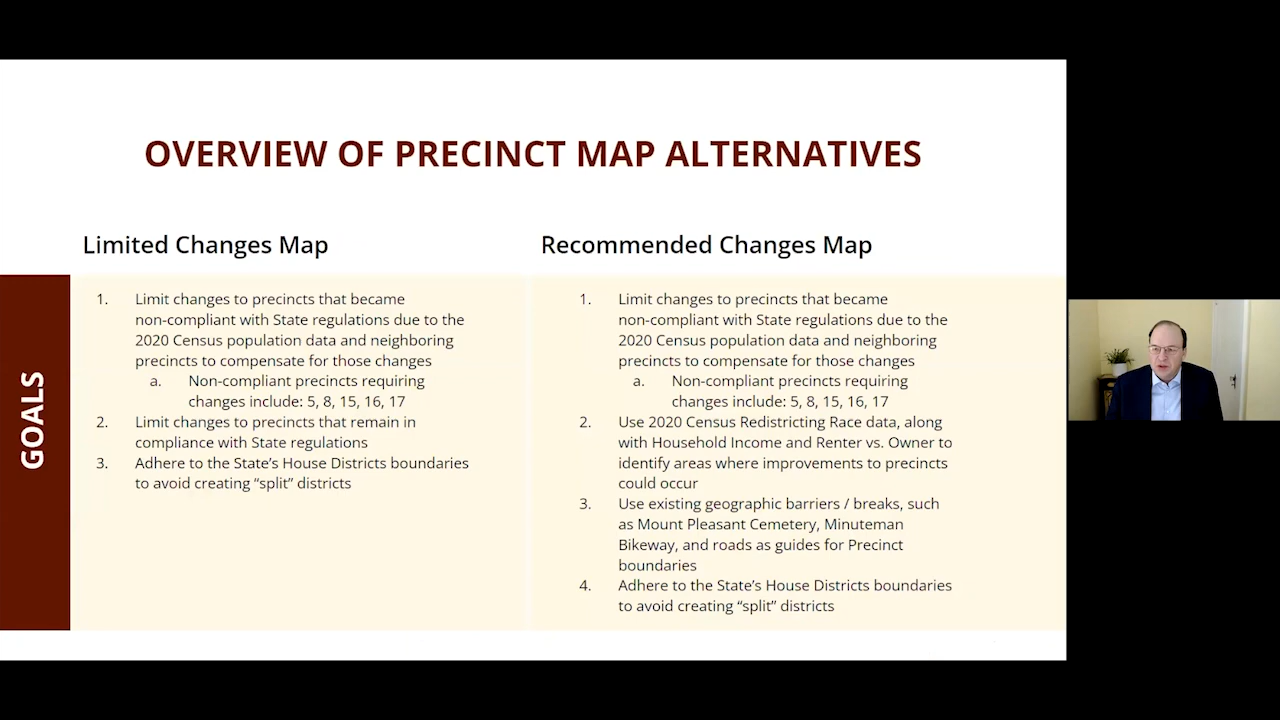 OVERVIEW OF PRECINCT MAP ALTERNATIVES
Limited Changes Map
Recommended Changes Map
GOALS
1. Limit changes to precincts that became
non-compliant with State regulations due to the
2020 Census population data and neighboring
precincts to compensate for those changes
a. Non-compliant precincts requiring
changes include: 5, 8, 15, 16, 17
2. Limit changes to precincts that remain in
compliance with State regulations
3. Adhere to the State’s House Districts boundaries
to avoid creating “split” districts
1. Limit changes to precincts that became
non-compliant with State regulations due to the
2020 Census population data and neighboring
precincts to compensate for those changes
a. Non-compliant precincts requiring
changes include: 5, 8, 15, 16, 17
2. Use 2020 Census Redistricting Race data, along
with Household Income and Renter vs. Owner to
identify areas where improvements to precincts
could occur
3. Use existing geographic barriers / breaks, such
as Mount Pleasant Cemetery, Minuteman
Bikeway, and roads as guides for Precinct
boundaries
4. Adhere to the State’s House Districts boundaries
to avoid creating “split” districts